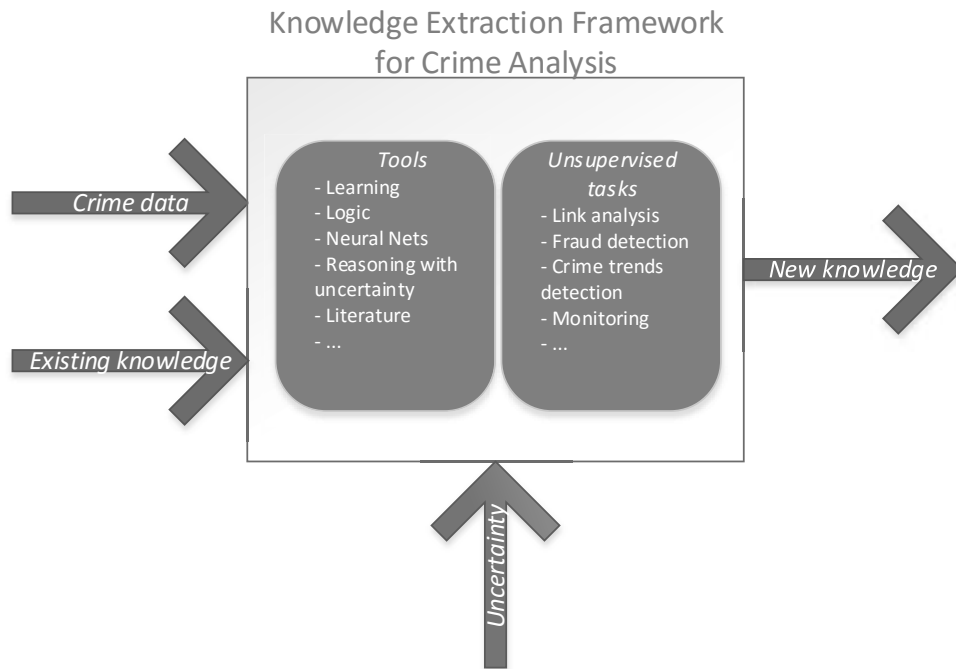 Knowledge Extraction Framework
for Crime Analysis
Crime data
Existing knowledge
Tools
- Learning
- Logic
- Neural Nets
- Reasoning with
uncertainty
- Literature
- ...
Unsupervised
tasks
- Link analysis
- Fraud detection
- Crime trends
detection
- Monitoring
- ...
New knowledge
Uncertainty